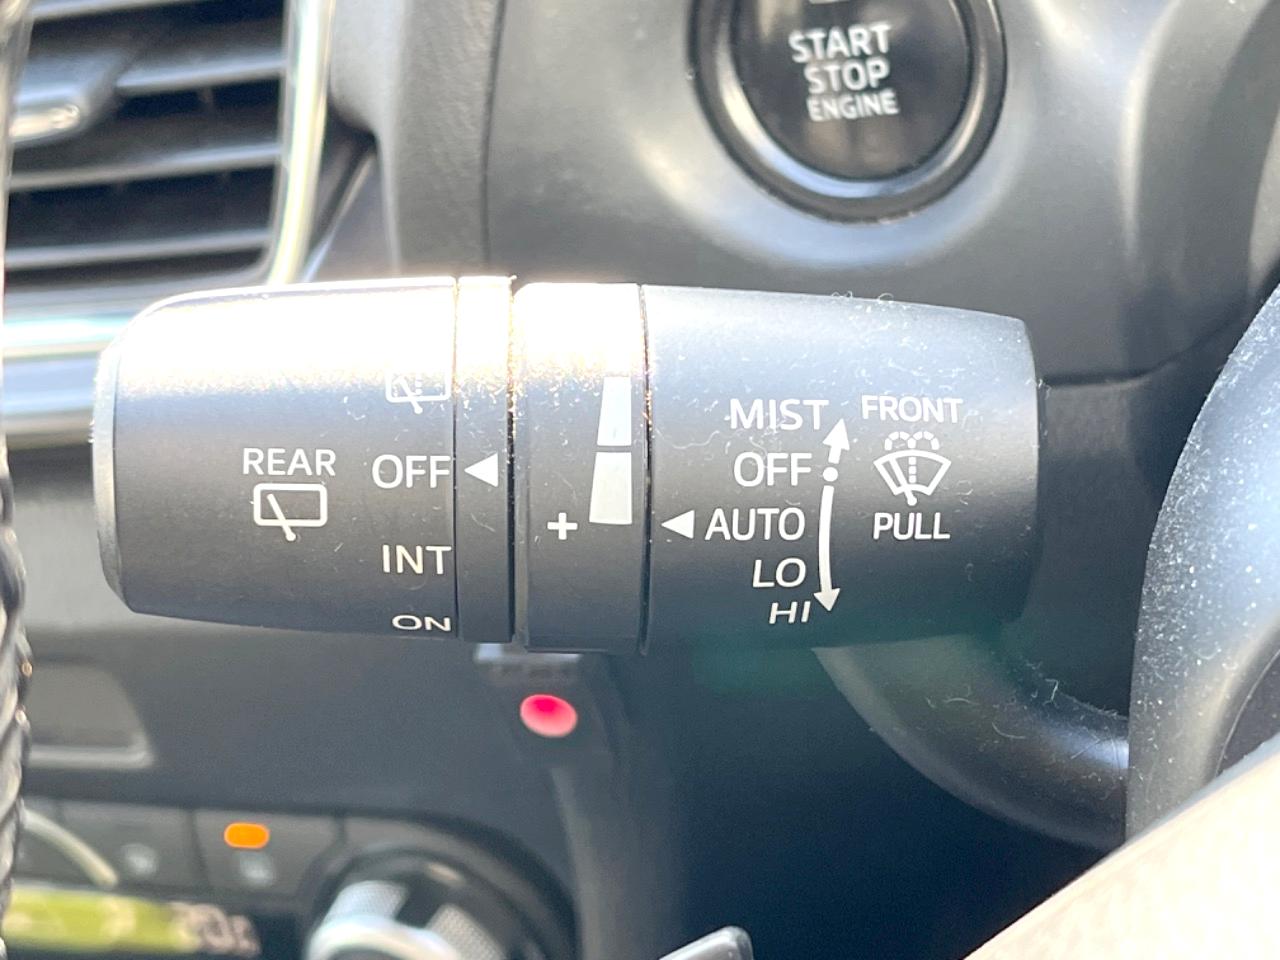 START
STOP
ENGINE
MIST
FRONT
REAR
OFF
OFF
+
AUTO
PULL
INT
LO
HI
ON